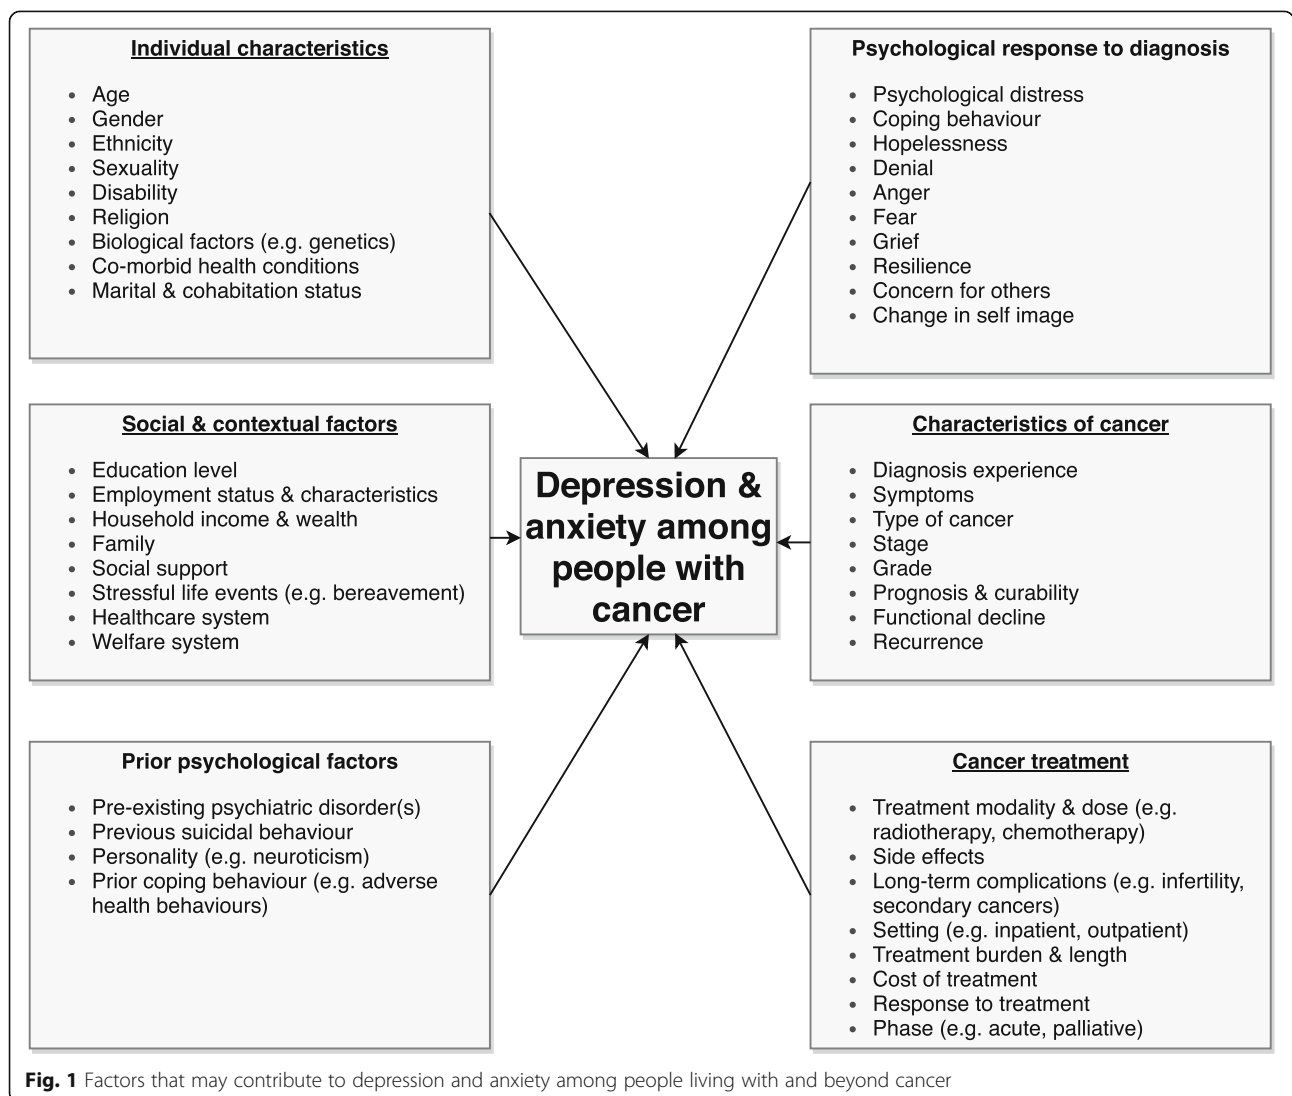 Individual characteristics
• Age
• Gender
• Ethnicity
• Sexuality
• Disability
• Religion
• Biological factors (e.g. genetics)
• Co-morbid health conditions
• Marital & cohabitation status
Psychological response to diagnosis
• Psychological distress
• Coping behaviour
• Hopelessness
• Denial
• Anger
• Fear
• Grief
• Resilience
• Concern for others
• Change in self image
Social & contextual factors
• Education level
• Employment status & characteristics
• Household income & wealth
• Family
• Social support
• Stressful life events (e.g. bereavement)
• Healthcare system
• Welfare system
Depression &
anxiety among
people with
cancer
Characteristics of cancer
• Diagnosis experience
• Symptoms
• Type of cancer
• Stage
• Grade
• Prognosis & curability
• Functional decline
• Recurrence
Prior psychological factors
• Pre-existing psychiatric disorder(s)
• Previous suicidal behaviour
• Personality (e.g. neuroticism)
• Prior coping behaviour (e.g. adverse
health behaviours)
Cancer treatment
• Treatment modality & dose (e.g.
radiotherapy, chemotherapy)
• Side effects
• Long-term complications (e.g. infertility,
secondary cancers)
• Setting (e.g. inpatient, outpatient)
• Treatment burden & length
• Cost of treatment
• Response to treatment
• Phase (e.g. acute, palliative)
Fig. 1 Factors that may contribute to depression and anxiety among people living with and beyond cancer